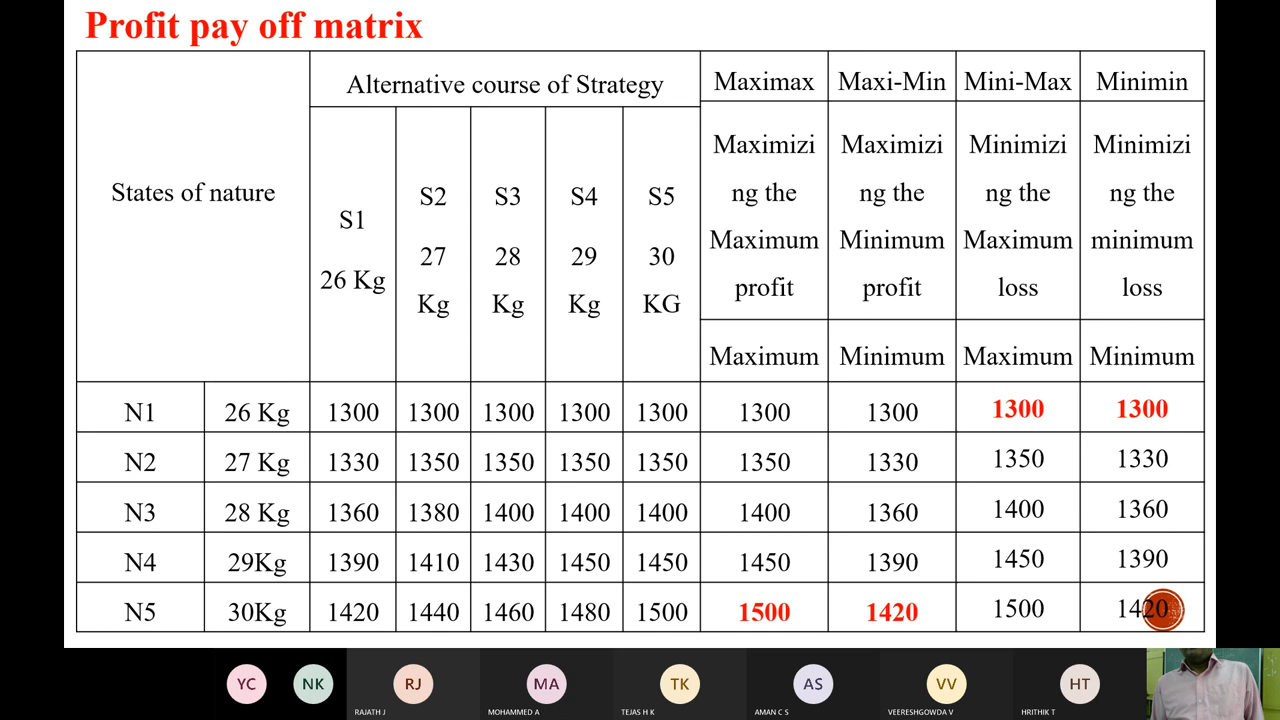 Profit pay off matrix
States of nature
Alternative course of Strategy
Maximax
Maxi-Min
Mini-Max
Minimin
S1
26 Kg
S2
27
Kg
S3
28
Kg
S4
29
Kg
S5
30
KG
Maximizi
ng the
Maximum
profit
Maximizi
ng the
Minimum
profit
Minimizi
ng the
Maximum
loss
Minimizi
ng the
minimum
loss
Maximum Minimum Maximum Minimum
N1 26 Kg 1300 1300 1300 1300 1300 1300 1300 1300 1300
N2 27 Kg 1330 1350 1350 1350 1350 1350 1330 1350 1330
N3 28 Kg 1360 1380 1400 1400 1400 1400 1360 1400 1360
N4 29Kg 1390 1410 1430 1450 1450 1450 1390 1450 1390
N5 30Kg 1420 1440 1460 1480 1500 1500 1420 1500 1420
YC NK RJ MA TK AS VV HT
RAJATH J MOHAMMED A TEJAS H K AMAN C S VEERESHGOWDA V HRITHIK T